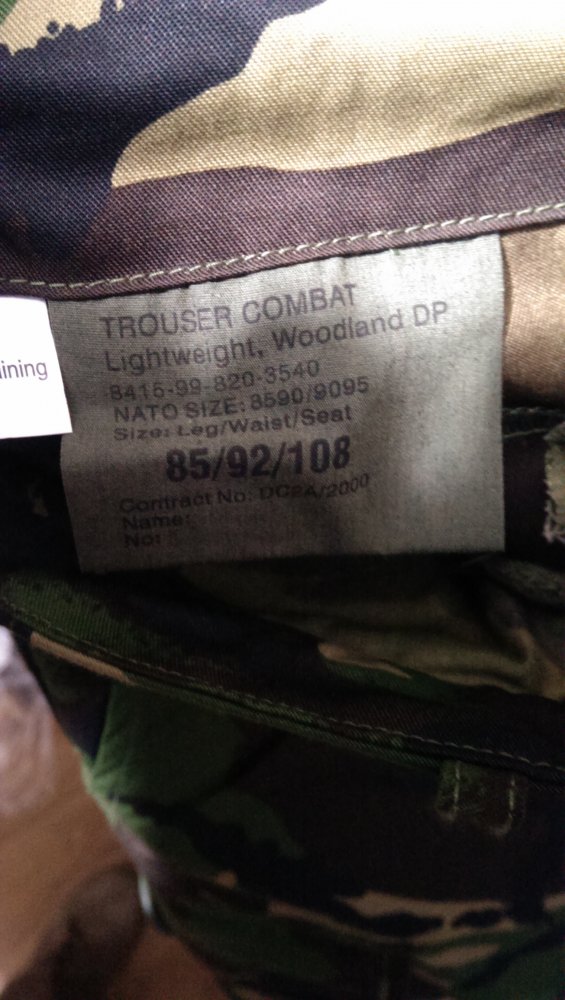 TROUSER COMBAT
Lightweight, Woodland DP
8415-99-820-3540
NATO SIZE: 8590/9095
Size: Leg/Waist/Seat
85/92/108
Contract No: DC2A/2000
Name:
No:
ining